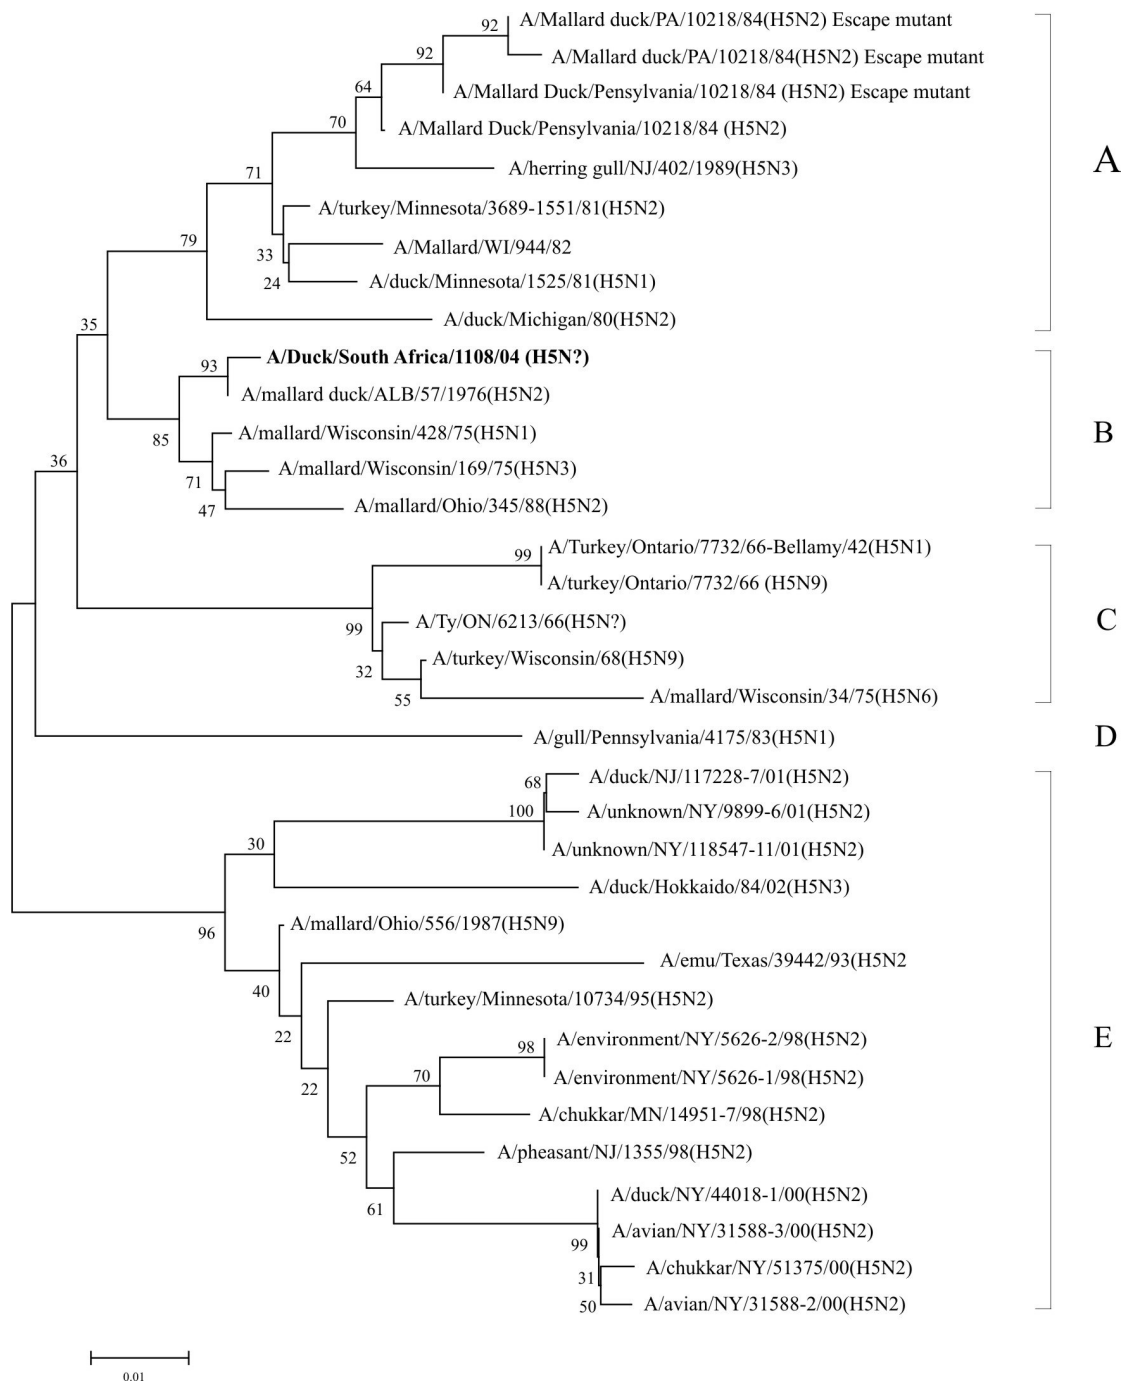 92
A/Mallard duck/PA/10218/84(H5N2) Escape mutant
92
A/Mallard duck/PA/10218/84(H5N2) Escape mutant
64
A/Mallard Duck/Pensylvania/10218/84 (H5N2) Escape mutant
70
A/Mallard Duck/Pensylvania/10218/84 (H5N2)
A
71
A/herring gull/NJ/402/1989(H5N3)
A/turkey/Minnesota/3689-1551/81(H5N2)
79
33
A/Mallard/WI/944/82
24
A/duck/Minnesota/1525/81(H5N1)
35
A/duck/Michigan/80(H5N2)
93
A/Duck/South Africa/1108/04 (H5N?)
A/mallard duck/ALB/57/1976(H5N2)
85
A/mallard/Wisconsin/428/75(H5N1)
B
36
71
A/mallard/Wisconsin/169/75(H5N3)
47
A/mallard/Ohio/345/88(H5N2)
99
A/Turkey/Ontario/7732/66-Bellamy/42(H5N1)
A/turkey/Ontario/7732/66 (H5N9)
99
A/Ty/ON/6213/66(H5N?)
C
32
A/turkey/Wisconsin/68(H5N9)
55
A/mallard/Wisconsin/34/75(H5N6)
A/gull/Pennsylvania/4175/83(H5N1)
D
68
A/duck/NJ/117228-7/01(H5N2)
100
A/unknown/NY/9899-6/01(H5N2)
30
A/unknown/NY/118547-11/01(H5N2)
A/duck/Hokkaido/84/02(H5N3)
96
A/mallard/Ohio/556/1987(H5N9)
A/emu/Texas/39442/93(H5N2
40
A/turkey/Minnesota/10734/95(H5N2)
22
98
A/environment/NY/5626-2/98(H5N2)
E
22
70
A/environment/NY/5626-1/98(H5N2)
A/chukkar/MN/14951-7/98(H5N2)
52
A/pheasant/NJ/1355/98(H5N2)
61
A/duck/NY/44018-1/00(H5N2)
99
A/avian/NY/31588-3/00(H5N2)
31
A/chukkar/NY/51375/00(H5N2)
50
A/avian/NY/31588-2/00(H5N2)
0.01